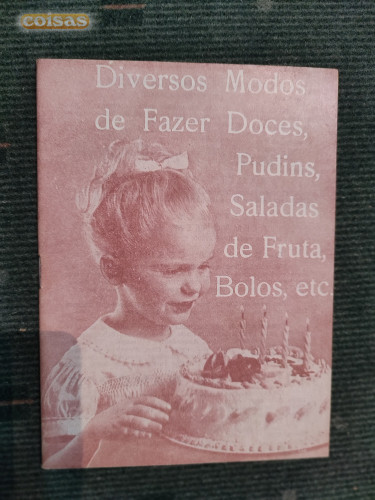 coisas
Diversos Modos
de Fazer Doces,
Pudins,
Saladas
de Fruta,
Bolos, etc.